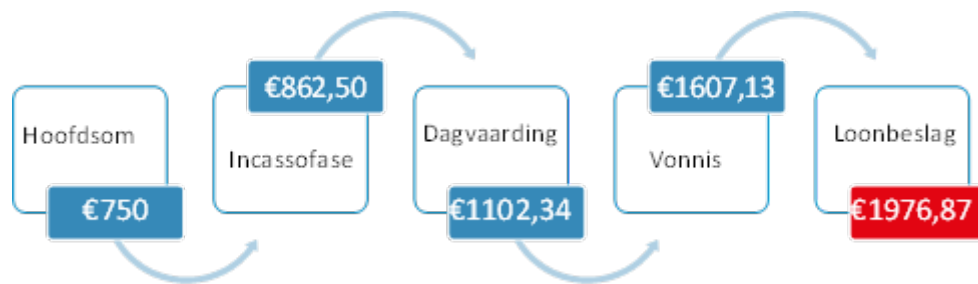 Hoofdsom
€750
€862,50
Incassofase
Dagvaarding
€1102,34
€1607,13
Vonnis
Loonbeslag
€1976,87